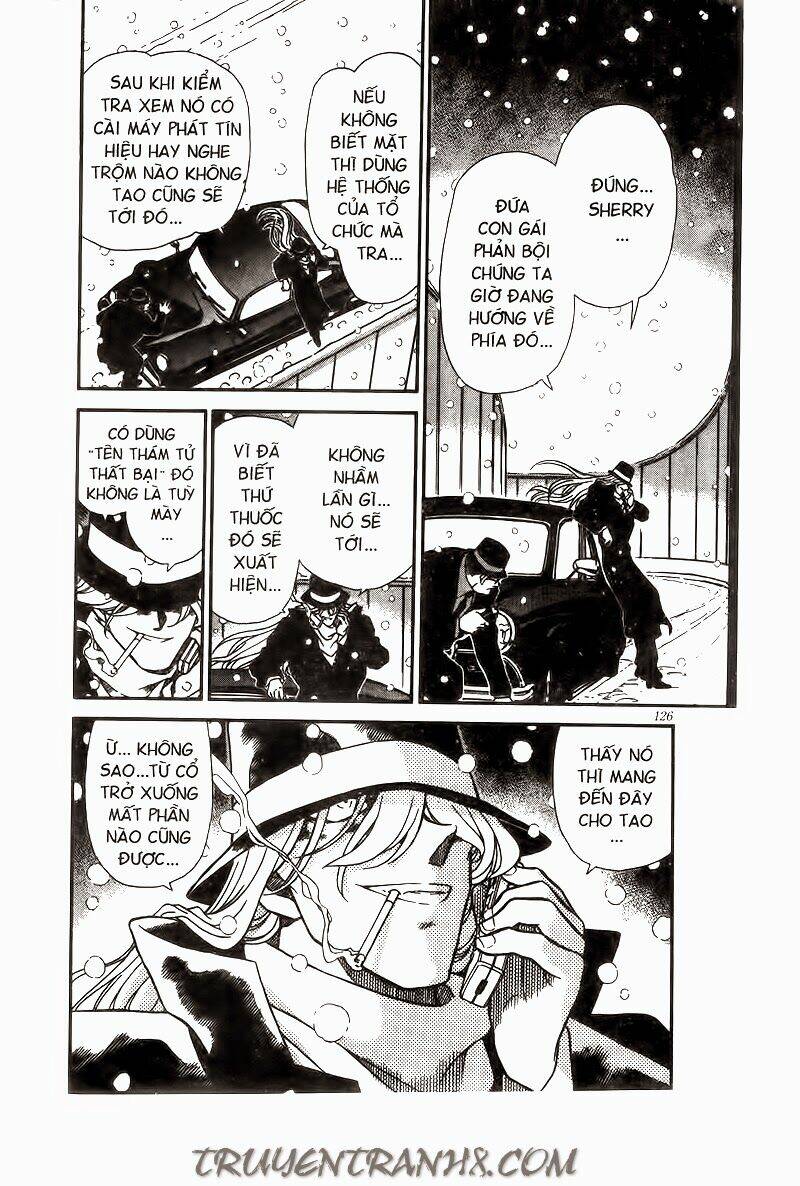 ĐÚNG...
SHERRY
...
ĐỨA
CON GÁI
PHẢN BỘI
CHÚNG TA
GIỜ ĐANG
HƯỚNG VỀ
PHÍA ĐÓ...
NẾU
KHÔNG
BIẾT MẶT
THÌ DÙNG
HỆ THỐNG
CỦA TỔ
CHỨC MÀ
TRA...
SAU KHI KIỂM
TRA XEM NÓ CÓ
CÀI MÁY PHÁT TÍN
HIỆU HAY NGHE
TRỘM NÀO KHÔNG,
TAO CŨNG SẼ
TỚI ĐÓ...
KHÔNG
NHẦM
LẦN GÌ...
NÓ SẼ
TỚI...
VÌ ĐÃ
BIẾT
THỨ
THUỐC
ĐÓ SẼ
XUẤT
HIỆN...
CÓ DÙNG
"TÊN THÁM TỬ
THẤT BẠI" ĐÓ
KHÔNG LÀ TUỲ
MÀY
...
126
THẤY NÓ
THÌ MANG
ĐẾN ĐÂY
CHO TAO
...
Ừ... KHÔNG
SAO...TỪ CỔ
TRỞ XUỐNG
MẤT PHẦN
NÀO CŨNG
ĐƯỢC...
TRUYENTRANH8.COM